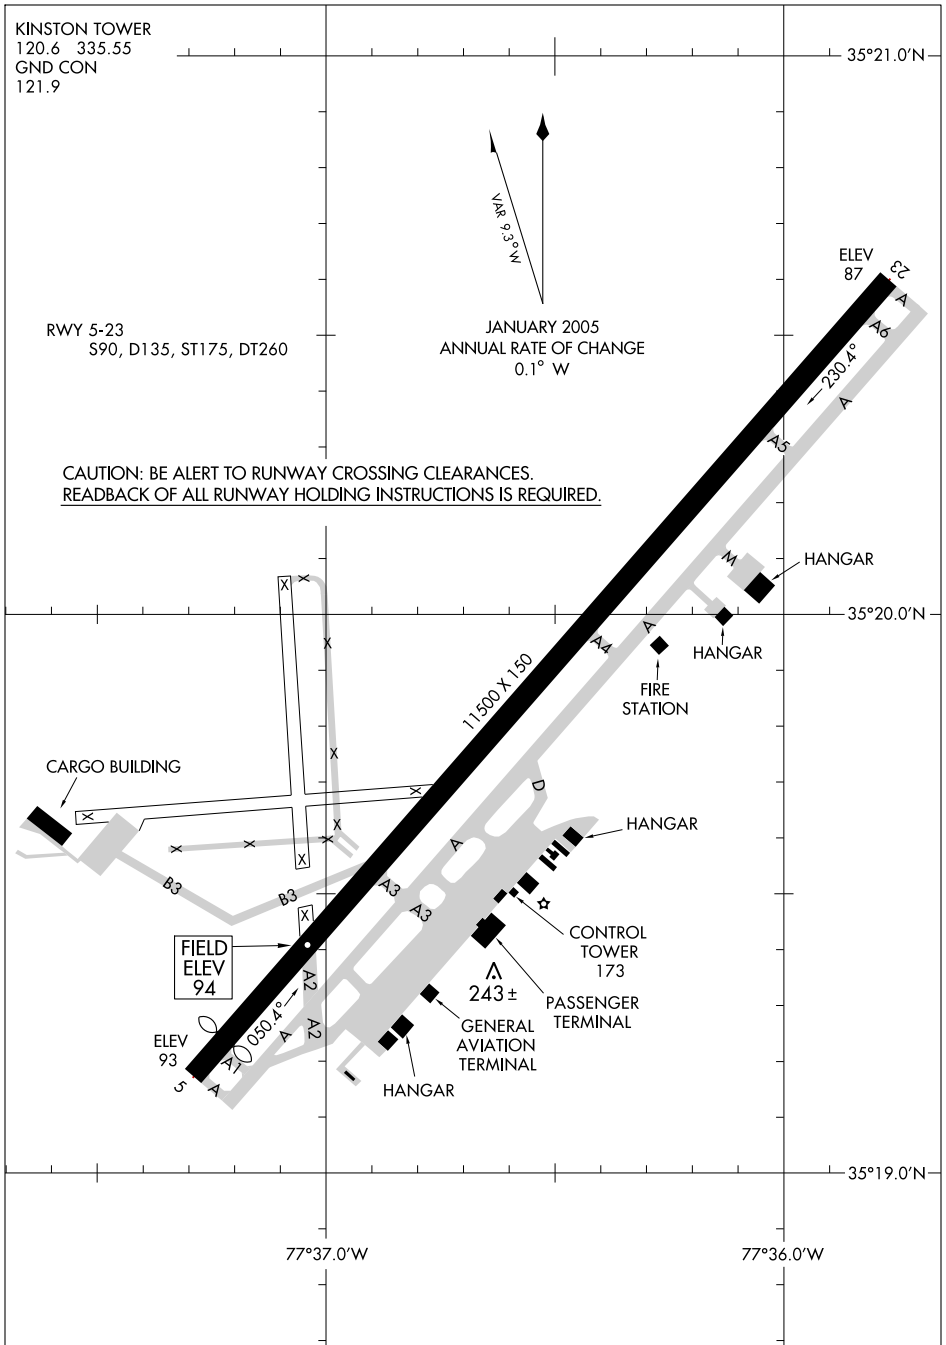 KINSTON TOWER
120.6 335.55
GND CON
121.9
35°21.0'N
VAR 9.3° W
JANUARY 2005
ANNUAL RATE OF CHANGE
0.1° W
ELEV
87
23
A
A6
230.4°
A
A5
RWY 5-23
S90, D135, ST175, DT260
CAUTION: BE ALERT TO RUNWAY CROSSING CLEARANCES.
READBACK OF ALL RUNWAY HOLDING INSTRUCTIONS IS REQUIRED.
M
HANGAR
X
X
35°20.0'N
X
A
A4
HANGAR
FIRE
STATION
11500 X 150
X
CARGO BUILDING
X
D
X
X
HANGAR
X
X
X
A
X
B3
B3
A3
A3
X
CONTROL
TOWER
173
FIELD
ELEV
94
A2
243±
PASSENGER
TERMINAL
050.4°
A
A2
GENERAL
AVIATION
TERMINAL
ELEV
93
A1
5
A
HANGAR
35°19.0'N
77°37.0'W
77°36.0'W